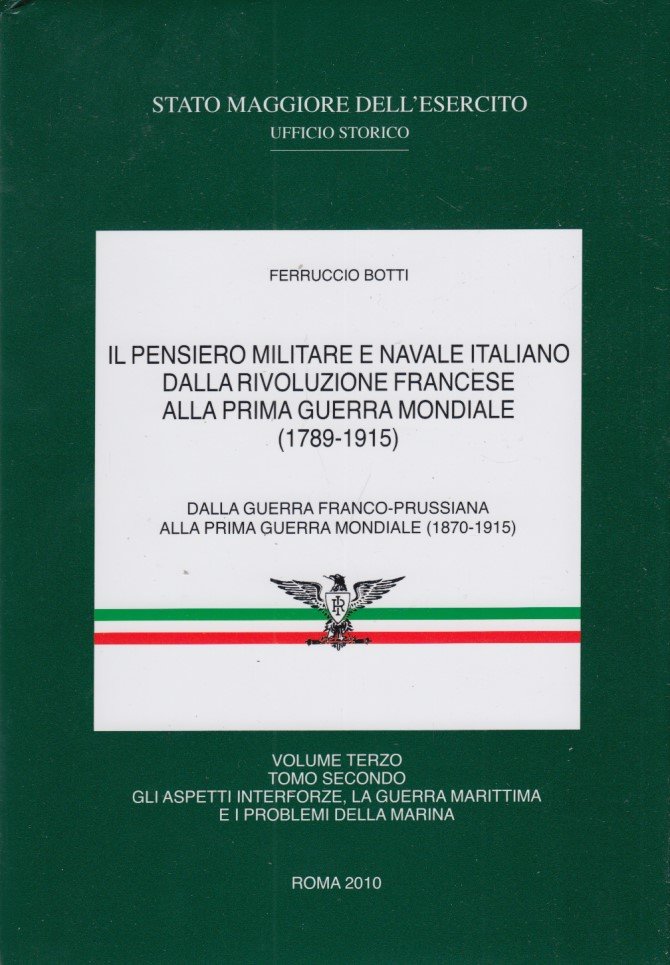 STATO MAGGIORE DELL'ESERCITO
UFFICIO STORICO
FERRUCCIO BOTTI
IL PENSIERO MILITARE E NAVALE ITALIANO
DALLA RIVOLUZIONE FRANCESE
ALLA PRIMA GUERRA MONDIALE
(1789-1915)
DALLA GUERRA FRANCO-PRUSSIANA
ALLA PRIMA GUERRA MONDIALE (1870-1915)
RI
VOLUME TERZO
TOMO SECONDO
GLI ASPETTI INTERFORZE, LA GUERRA MARITTIMA
E I PROBLEMI DELLA MARINA
ROMA 2010